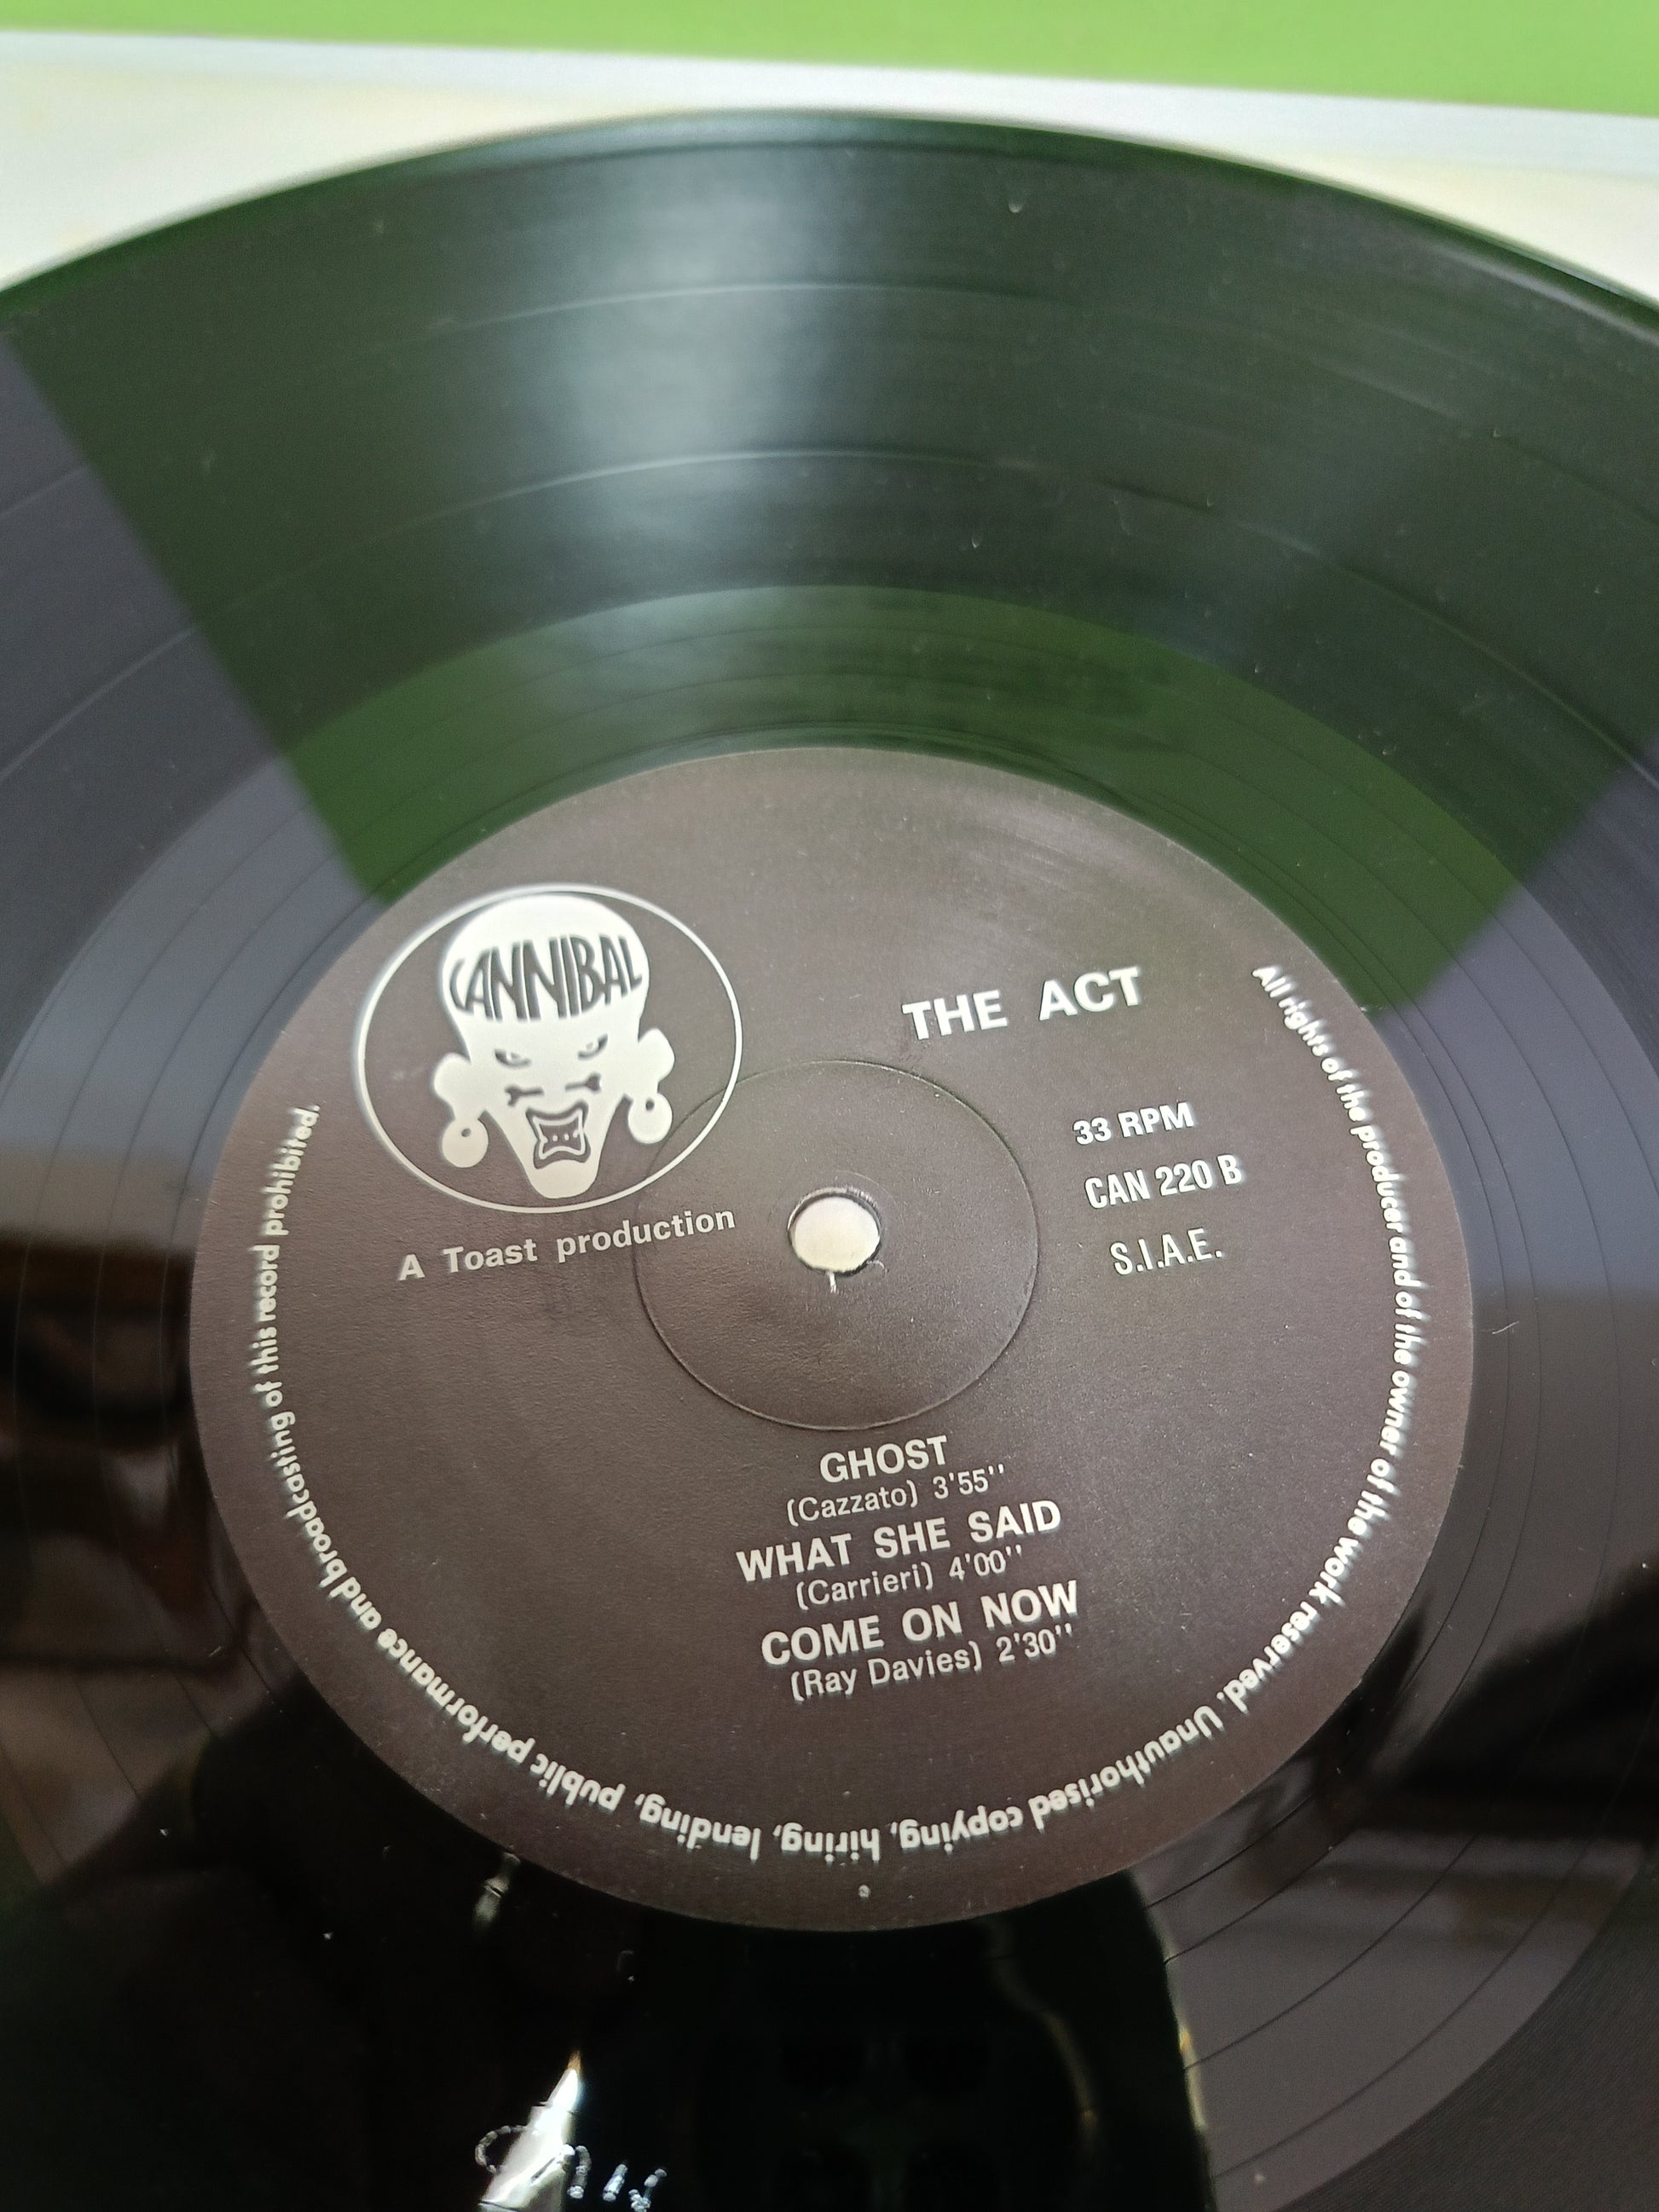 CANNIBAL
A Toast production
THE ACT
33 RPM
CAN 220 B
S.I.A.E.
GHOST
(Cazzato) 3'55''
WHAT SHE SAID
(Carrieri) 4'00''
COME ON NOW
(Ray Davies) 2'30''
All rights of the producer and of the owner of the work reserved. Unauthorised copying, hiring, lending, public performance and broadcasting of this record prohibited.